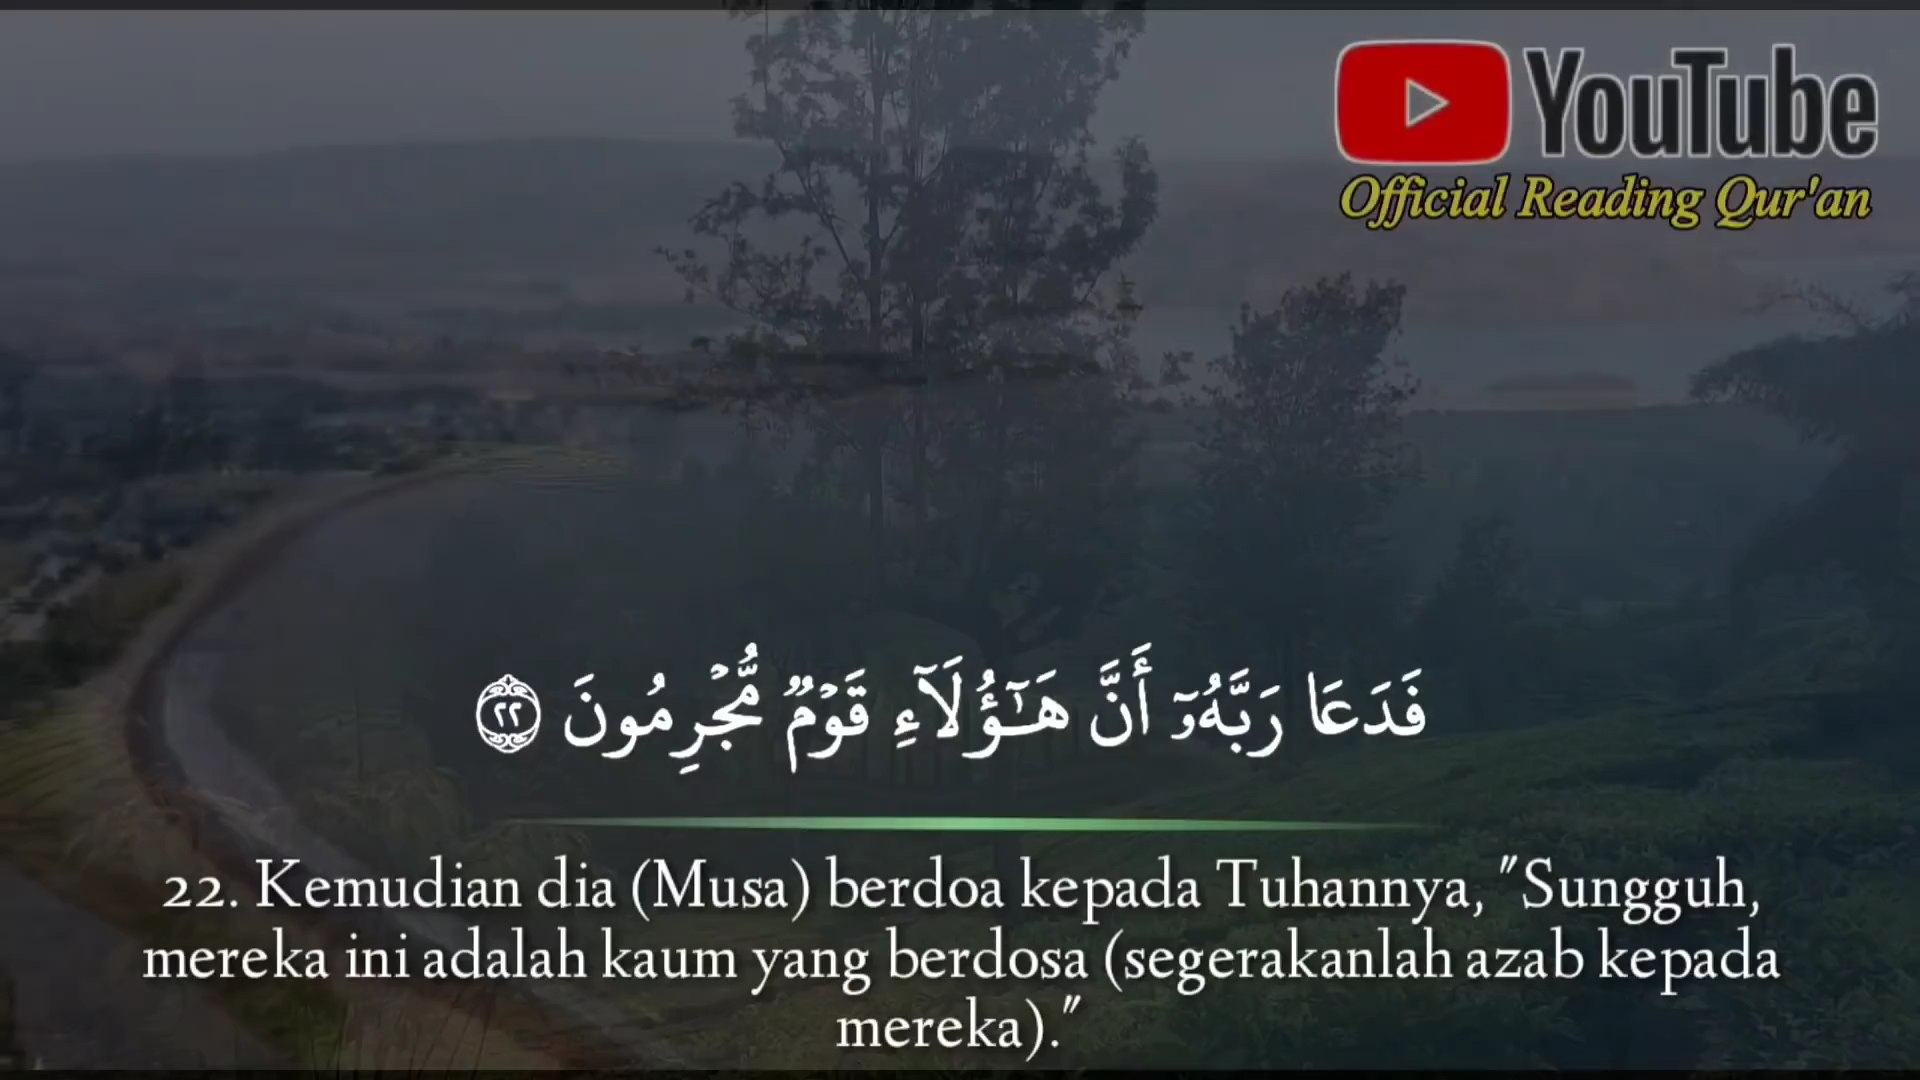 YouTube
Official Reading Qur'an
فَدَعَا رَبَّهُۥٓ أَنَّ هَـٰٓؤُلَآءِ قَوْمٌ مُّجْرِمُونَ ٢٢
22. Kemudian dia (Musa) berdoa kepada Tuhannya, "Sungguh,
mereka ini adalah kaum yang berdosa (segerakanlah azab kepada
mereka)."